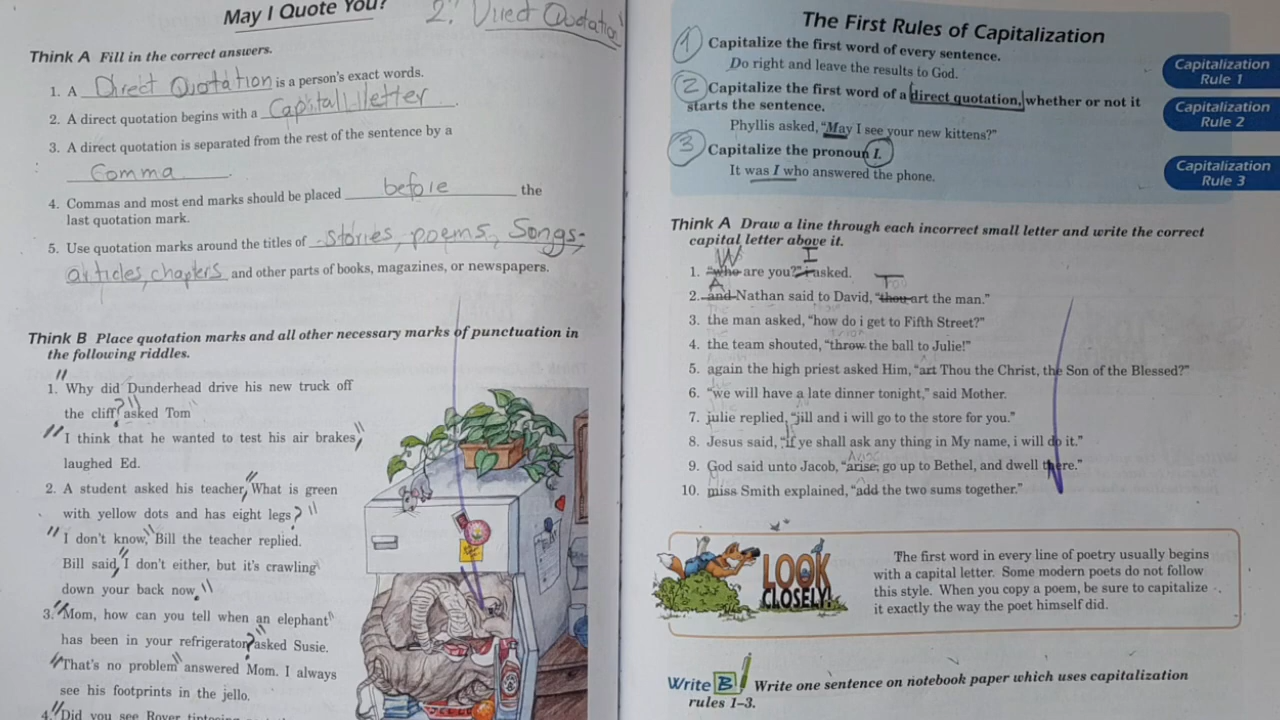 May I Quote You?
2. Direct Quotation
Think A Fill in the correct answers.
1. A Direct Quotation is a person's exact words.
2. A direct quotation begins with a Capital letter.
3. A direct quotation is separated from the rest of the sentence by a
Comma.
4. Commas and most end marks should be placed before the
last quotation mark.
5. Use quotation marks around the titles of stories, poems, Songs,
articles, chapters and other parts of books, magazines, or newspapers.
Think B Place quotation marks and all other necessary marks of punctuation in
the following riddles.
1. "Why did Dunderhead drive his new truck off
the cliff?" asked Tom
"I think that he wanted to test his air brakes,"
laughed Ed.
2. A student asked his teacher, "What is green
with yellow dots and has eight legs?"
"I don't know," Bill the teacher replied.
Bill said, "I don't either, but it's crawling
down your back now."
3. "Mom, how can you tell when an elephant
has been in your refrigerator?" asked Susie.
"That's no problem" answered Mom. I always
see his footprints in the jello.
4. "Did you see Rover tiptoeing
The First Rules of Capitalization
1 Capitalize the first word of every sentence.
Do right and leave the results to God.
2 Capitalize the first word of a direct quotation, whether or not it
starts the sentence.
Phyllis asked, "May I see your new kittens?"
3 Capitalize the pronoun I.
It was I who answered the phone.
Capitalization
Rule 1
Capitalization
Rule 2
Capitalization
Rule 3
Think A Draw a line through each incorrect small letter and write the correct
capital letter above it.
W I
1. "who are you?" i asked.
A T
2. and Nathan said to David, "thou art the man."
3. the man asked, "how do i get to Fifth Street?"
4. the team shouted, "throw the ball to Julie!"
5. again the high priest asked Him, "art Thou the Christ, the Son of the Blessed?"
6. "we will have a late dinner tonight," said Mother.
7. julie replied, "jill and i will go to the store for you."
8. Jesus said, "if ye shall ask any thing in My name, i will do it."
9. God said unto Jacob, "arise, go up to Bethel, and dwell there."
10. miss Smith explained, "add the two sums together."
LOOK
CLOSELY!
The first word in every line of poetry usually begins
with a capital letter. Some modern poets do not follow
this style. When you copy a poem, be sure to capitalize
it exactly the way the poet himself did.
Write B Write one sentence on notebook paper which uses capitalization
rules 1–3.